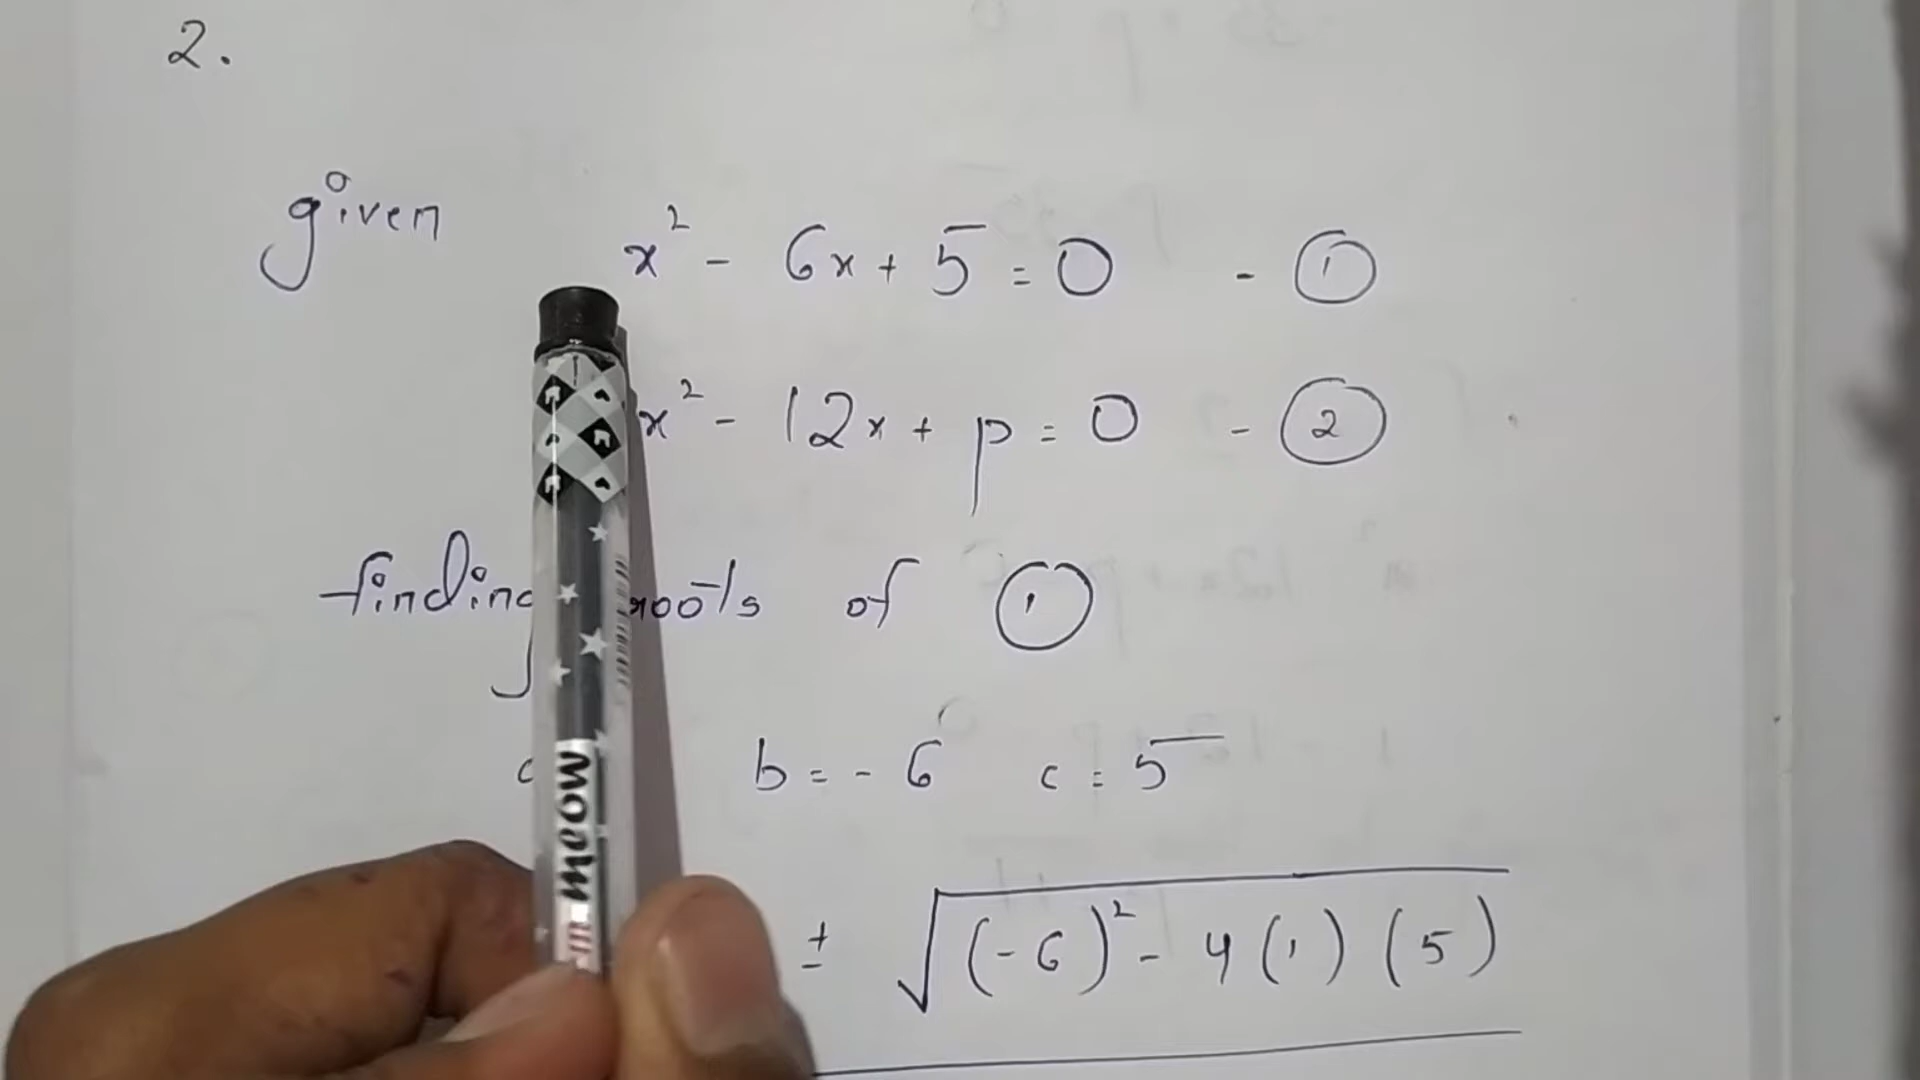 2.
given x² - 6x + 5 = 0 - ①
x² - 12x + p = 0 - ②
finding roots of ①
b = - 6 c = 5
± √(-6)² - 4(1)(5)
meow